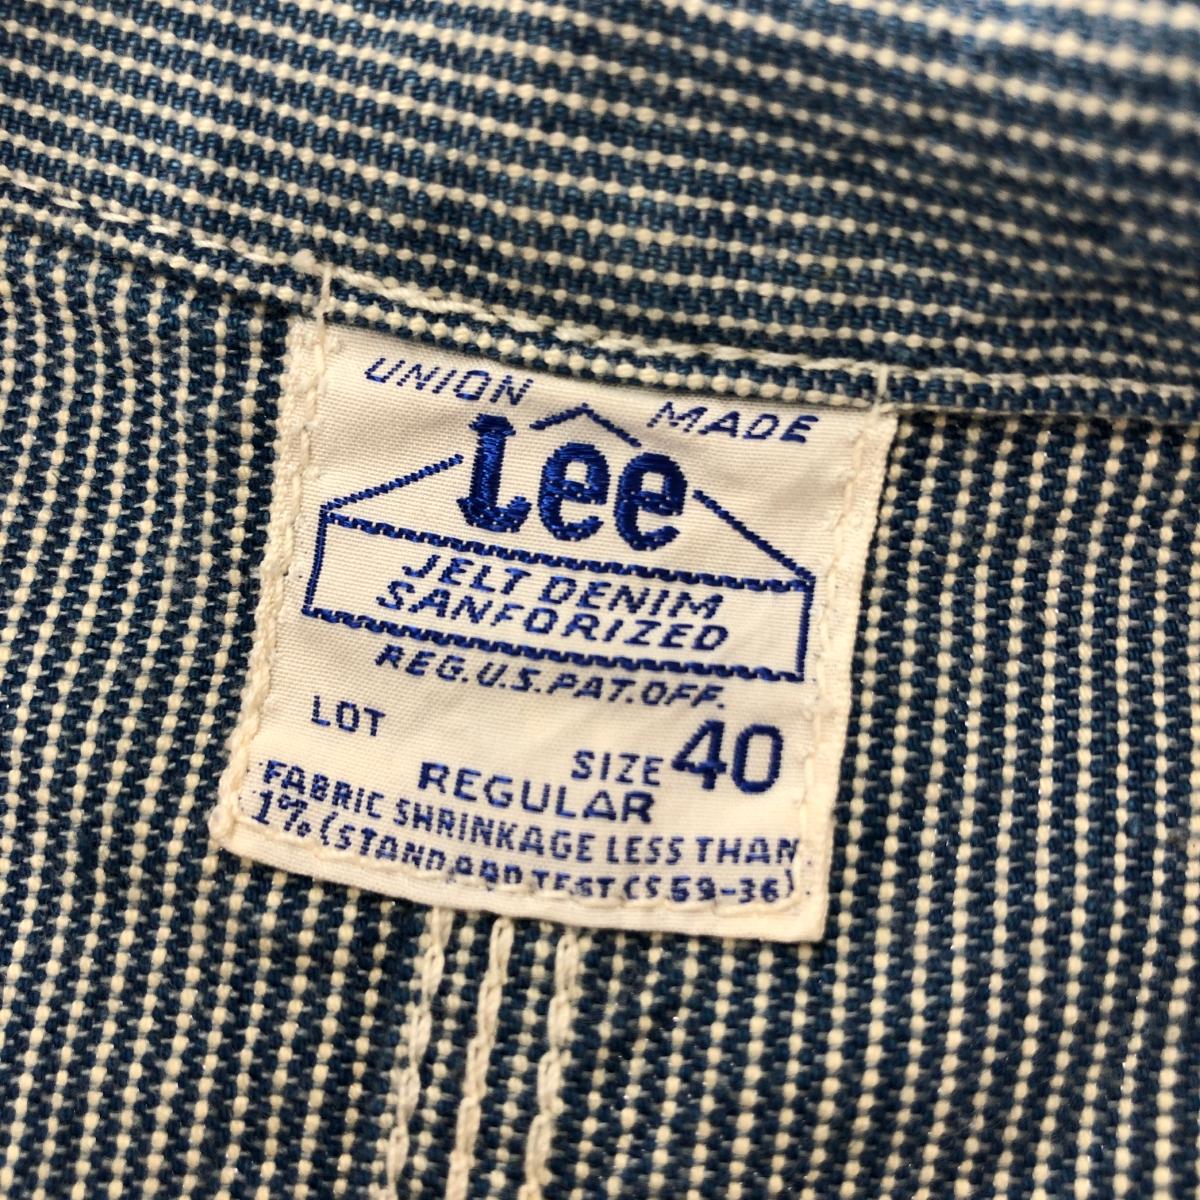 UNION MADE
Lee
JELT DENIM
SANFORIZED
REG.U.S.PAT.OFF.
LOT SIZE 40
REGULAR
FABRIC SHRINKAGE LESS THAN
1% (STANDARD TEST CS 59-36)